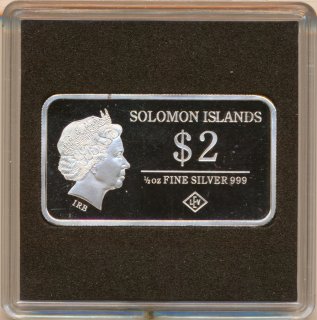 SOLOMON ISLANDS
$2
½oz FINE SILVER 999
IRB